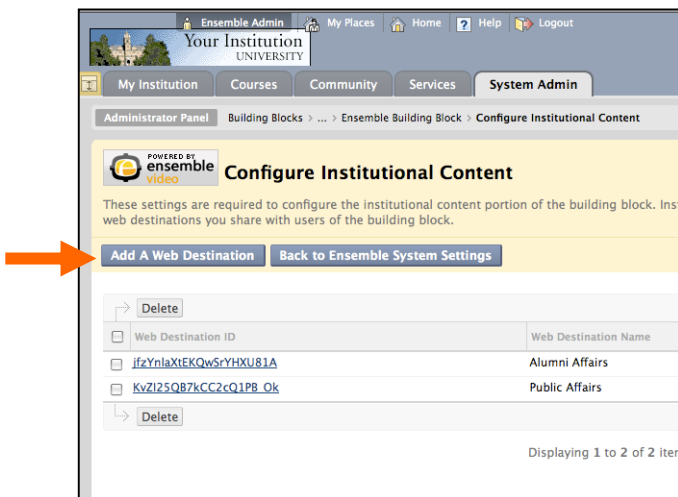 Ensemble Admin My Places Home ? Help Logout
Your Institution
UNIVERSITY
My Institution Courses Community Services System Admin
Administrator Panel Building Blocks > ... > Ensemble Building Block > Configure Institutional Content
POWERED BY
ensemble
video
Configure Institutional Content
These settings are required to configure the institutional content portion of the building block. Ins
web destinations you share with users of the building block.
Add A Web Destination Back to Ensemble System Settings
Delete
Web Destination ID Web Destination Name
jfzYnlaXtEKQwSrYHXU81A Alumni Affairs
KvZI25QB7kCC2cQ1PB_Ok Public Affairs
Delete
Displaying 1 to 2 of 2 iter